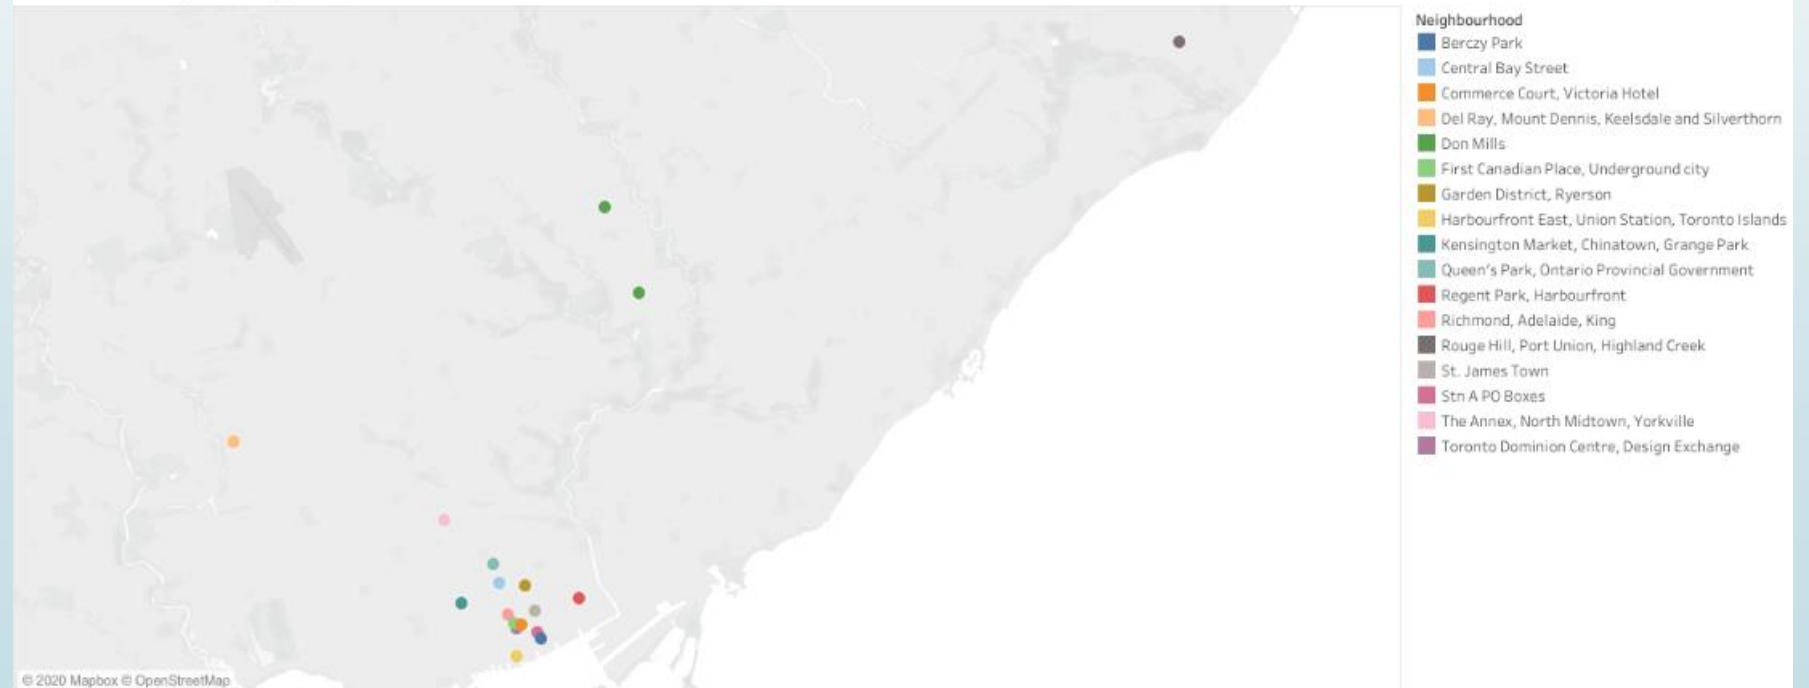 Neighbourhood
Berczy Park
Central Bay Street
Commerce Court, Victoria Hotel
Del Ray, Mount Dennis, Keelsdale and Silverthorn
Don Mills
First Canadian Place, Underground city
Garden District, Ryerson
Harbourfront East, Union Station, Toronto Islands
Kensington Market, Chinatown, Grange Park
Queen's Park, Ontario Provincial Government
Regent Park, Harbourfront
Richmond, Adelaide, King
Rouge Hill, Port Union, Highland Creek
St. James Town
Stn A PO Boxes
The Annex, North Midtown, Yorkville
Toronto Dominion Centre, Design Exchange
© 2020 Mapbox © OpenStreetMap